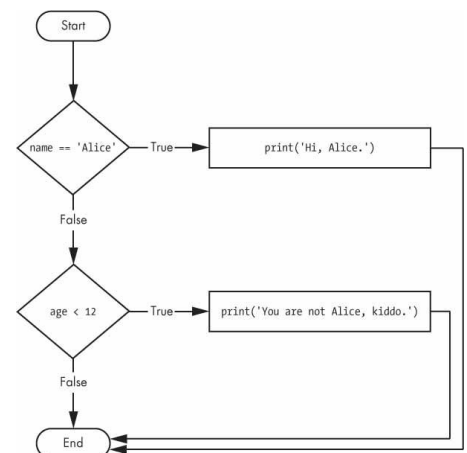 Start
name == 'Alice'
True
print('Hi, Alice.')
False
age < 12
True
print('You are not Alice, kiddo.')
False
End